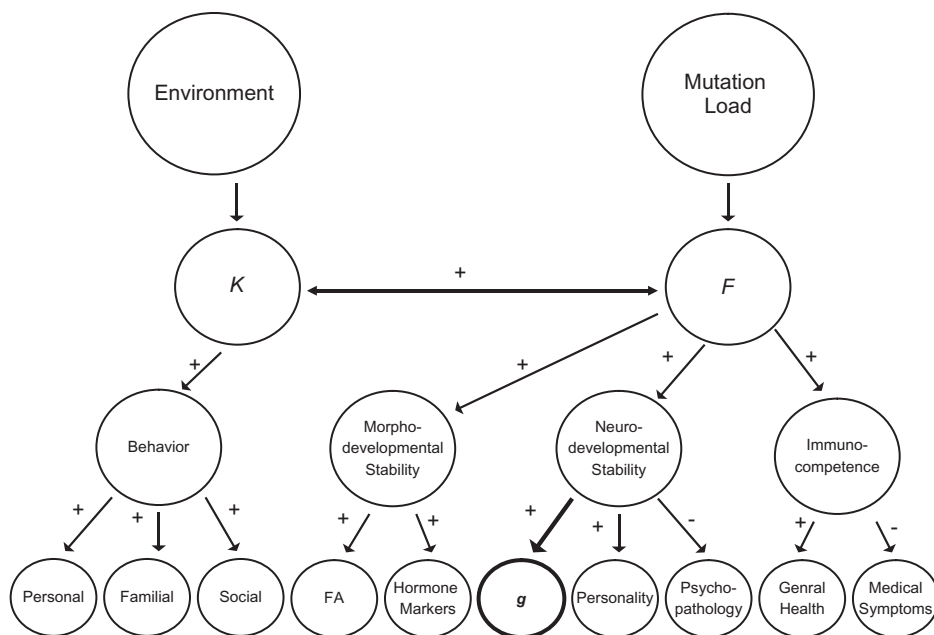 Environment
Mutation
Load
+
K
F
+
+
+
+
Behavior
Morpho-
developmental
Stability
Neuro-
developmental
Stability
Immuno-
competence
+
+
+
+
+
+
+
-
+
-
Personal
Familial
Social
FA
Hormone
Markers
g
Personality
Psycho-
pathology
Genral
Health
Medical
Symptoms